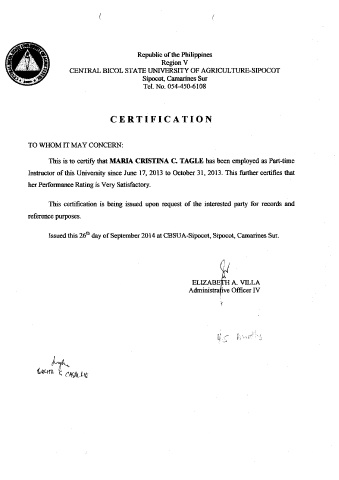 Republic of the Philippines
Region V
CENTRAL BICOL STATE UNIVERSITY OF AGRICULTURE-SIPOCOT
Sipocot, Camarines Sur
Tel. No. 054-450-6108
CERTIFICATION
TO WHOM IT MAY CONCERN:
This is to certify that MARIA CRISTINA C. TAGLE has been employed as Part-time
Instructor of this University since June 17, 2013 to October 31, 2013. This further certifies that
her Performance Rating is Very Satisfactory.
This certification is being issued upon request of the interested party for records and
reference purposes.
Issued this 26th day of September 2014 at CBSUA-Sipocot, Sipocot, Camarines Sur.
ELIZABETH A. VILLA
Administrative Officer IV